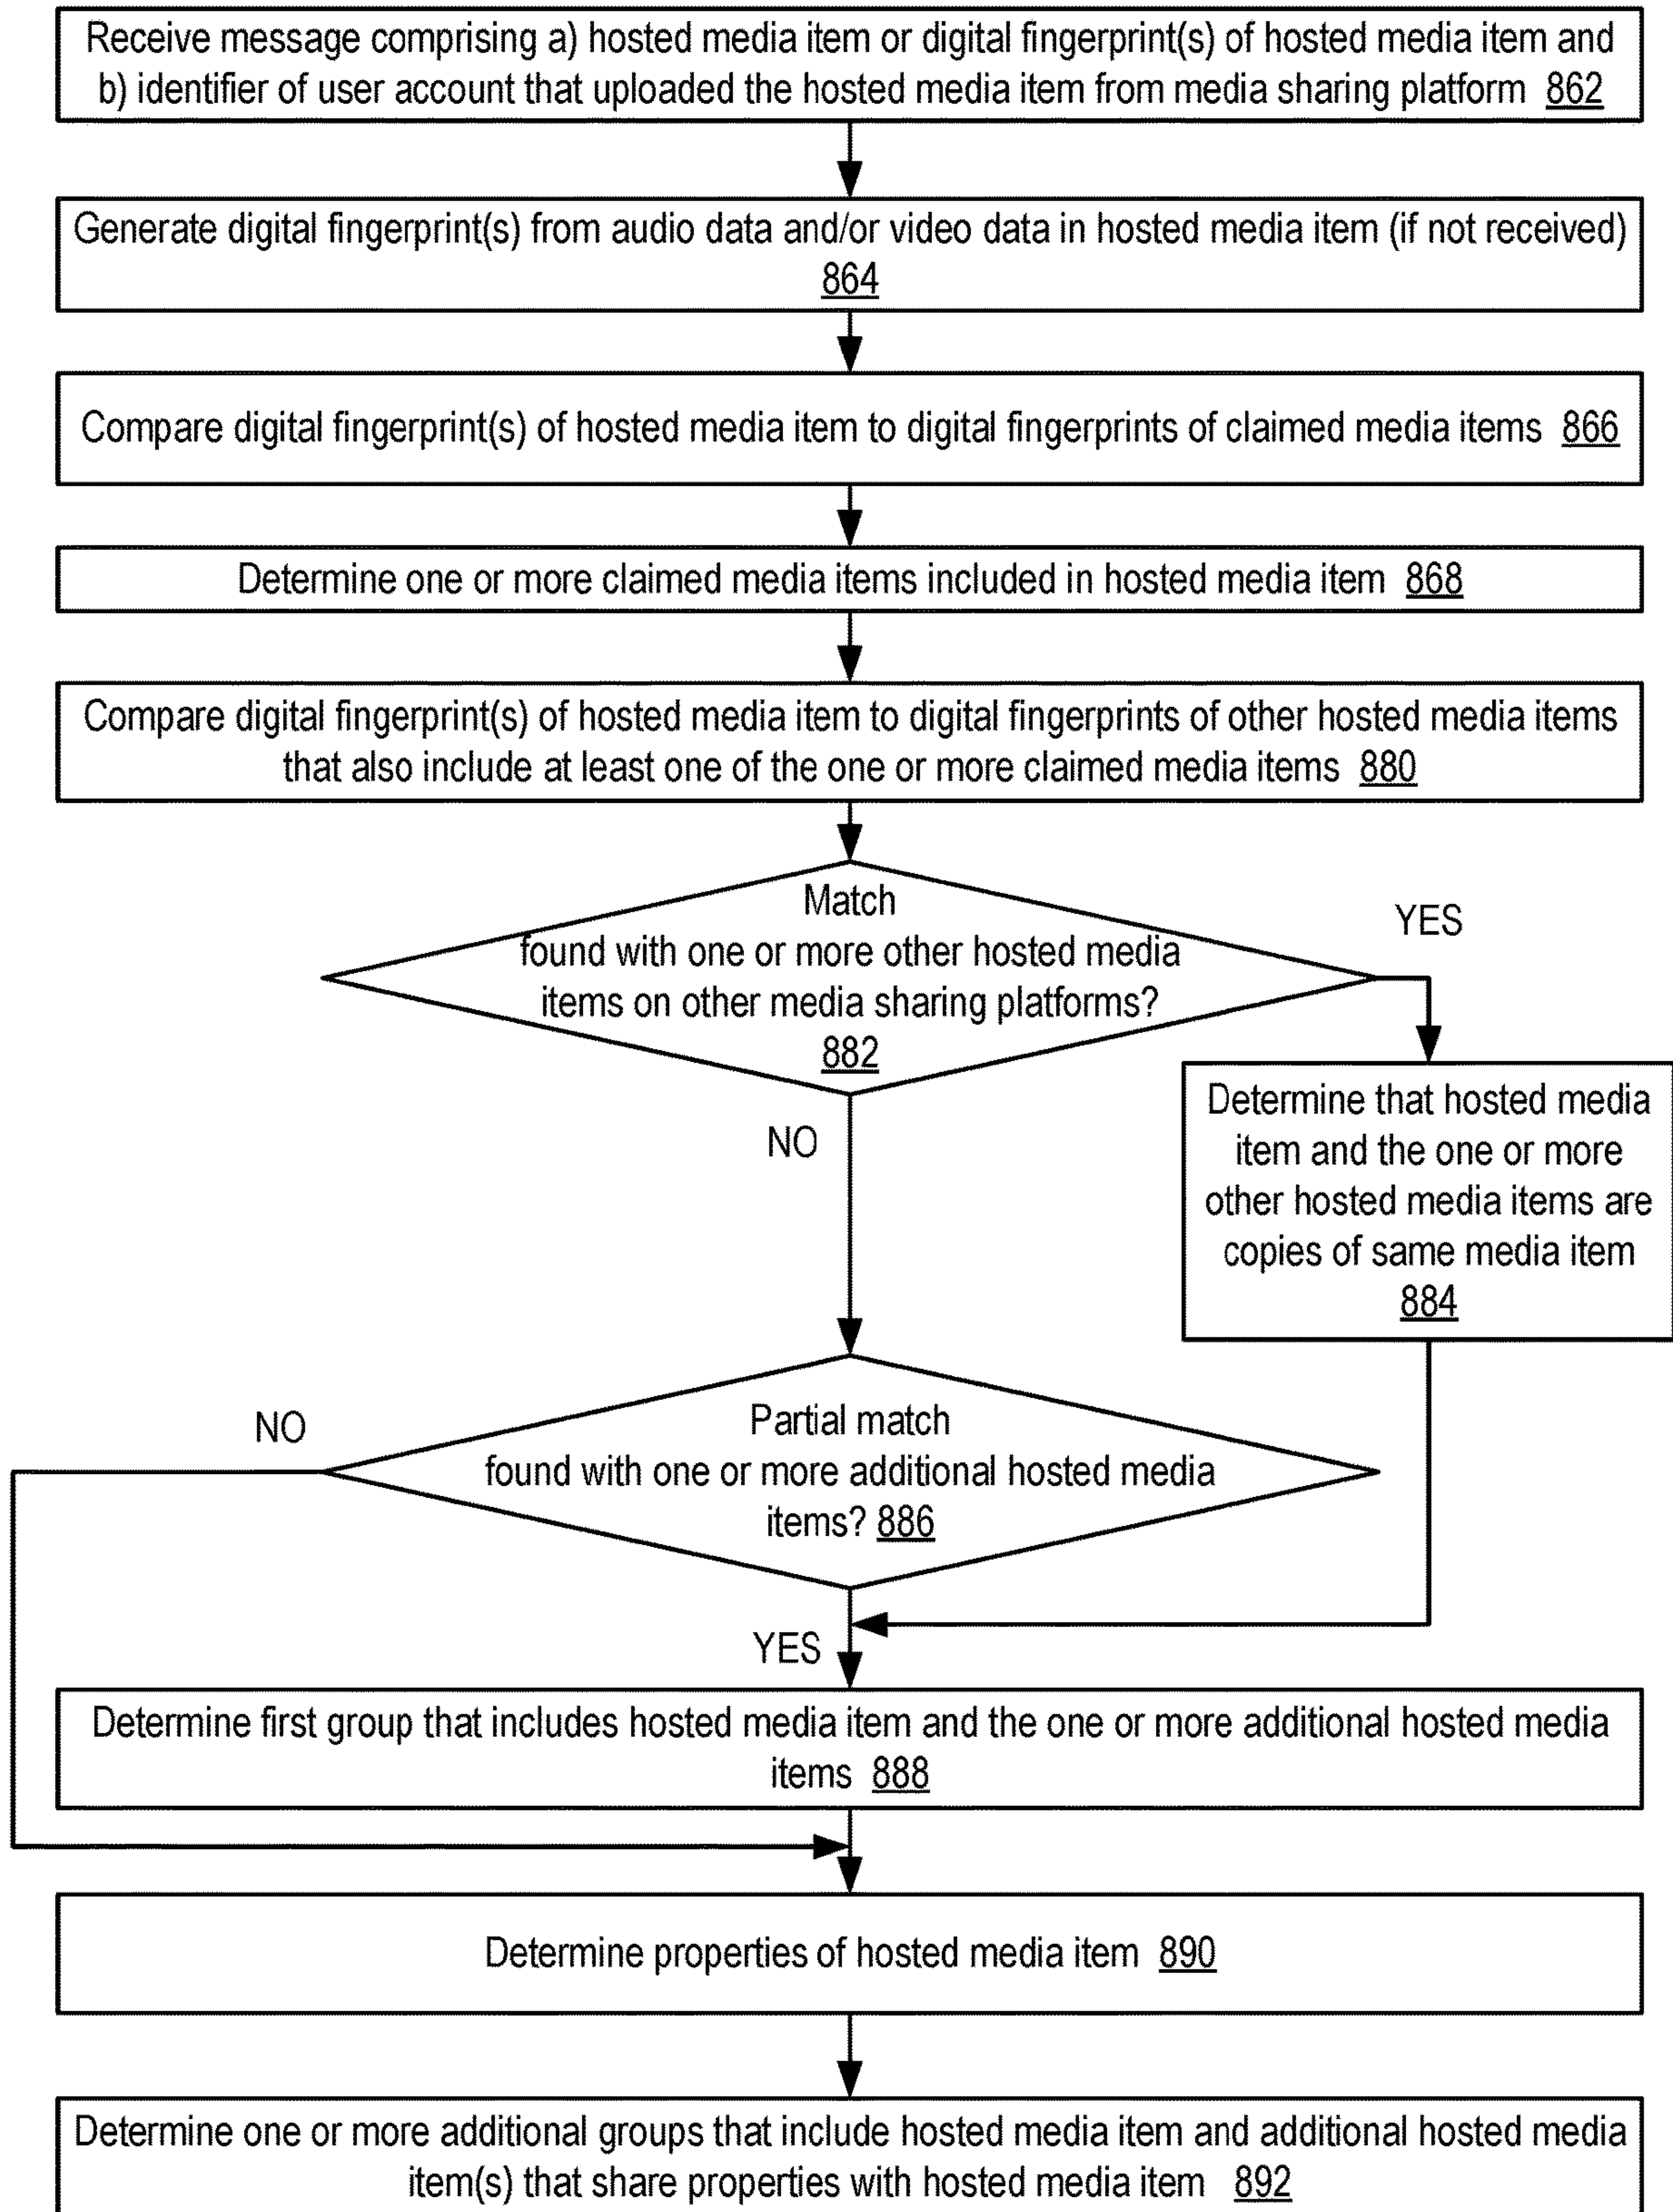 Receive message comprising a) hosted media item or digital fingerprint(s) of hosted media item and
b) identifier of user account that uploaded the hosted media item from media sharing platform 862
Generate digital fingerprint(s) from audio data and/or video data in hosted media item (if not received)
864
Compare digital fingerprint(s) of hosted media item to digital fingerprints of claimed media items 866
Determine one or more claimed media items included in hosted media item 868
Compare digital fingerprint(s) of hosted media item to digital fingerprints of other hosted media items
that also include at least one of the one or more claimed media items 880
Match
found with one or more other hosted media
items on other media sharing platforms?
882
YES
NO
Determine that hosted media
item and the one or more
other hosted media items are
copies of same media item
884
NO
Partial match
found with one or more additional hosted media
items? 886
YES
Determine first group that includes hosted media item and the one or more additional hosted media
items 888
Determine properties of hosted media item 890
Determine one or more additional groups that include hosted media item and additional hosted media
item(s) that share properties with hosted media item 892